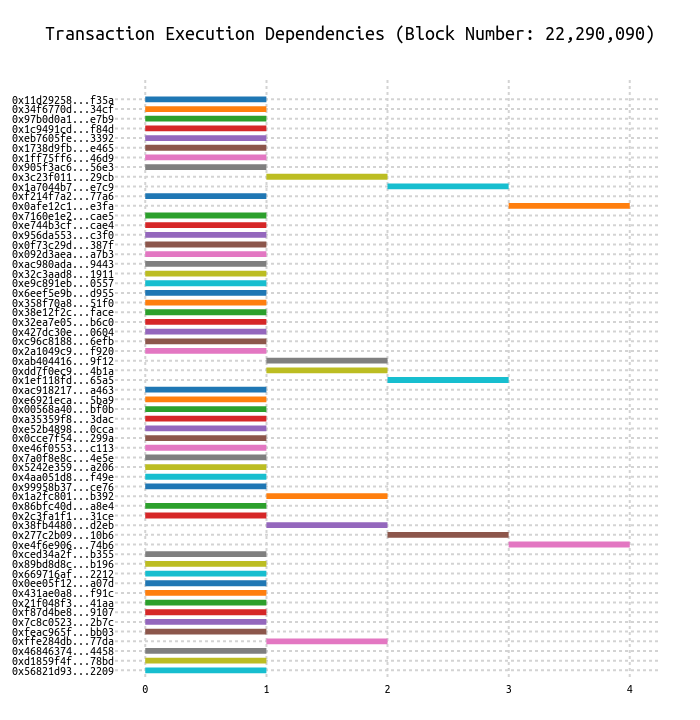 Transaction Execution Dependencies (Block Number: 22,290,090)
0x11d29258...f35a
0x34f6770d...34cf
0x97b0d0a1...e7b9
0x1c9491cd...f84d
0xeb7605fe...3392
0x1738d9fb...e465
0x1ff75ff6...46d9
0x905f3ac6...56e3
0x3c23f011...29cb
0x1a7044b7...e7c9
0xf214f7a2...77a6
0x0afe12c1...e3fa
0x7160e1e2...cae5
0xe744b3cf...cae4
0x956da553...c3f0
0x0f73c29d...387f
0x092d3aea...a7b3
0xac980ada...9443
0x32c3aad8...1911
0xe9c891eb...0557
0x6eef5e9b...d955
0x358f70a8...51f0
0x38e12f2c...face
0x32ea7e05...b6c0
0x427dc30e...0604
0xc96c8188...6efb
0x2a1049c9...f920
0xab404416...9f12
0xdd7f0ec9...4b1a
0x1ef118fd...65a5
0xac918217...a463
0xe6921eca...5ba9
0x00568a40...bf0b
0xa35359f8...3dac
0xe52b4898...0cca
0x0cce7f54...299a
0xe46f0553...c113
0x7a0f8e8c...4e5e
0x5242e359...a206
0x4aa051d8...f49e
0x99958b37...ce76
0x1a2fc801...b392
0x86bfc40d...a8e4
0x2c3fa1f1...31ce
0x38fb4480...d2eb
0x277c2b09...10b6
0xe4f6e906...74b6
0xced34a2f...b355
0x89bd8d8c...b196
0x669716af...2212
0x0ee05f12...a07d
0x431ae0a8...f91c
0x21f048f3...41aa
0xf87d4be8...9107
0x7c8c0523...2b7c
0xfeac965f...bb03
0xffe284db...77da
0x46846374...4458
0xd1859f4f...78bd
0x56821d93...2209
0 1 2 3 4